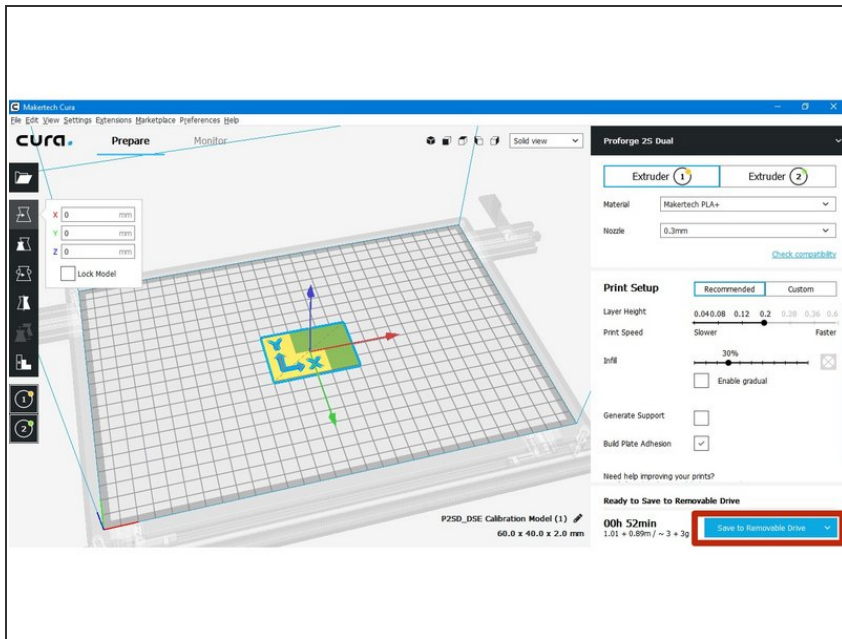 Makertech Cura
File Edit View Settings Extensions Marketplace Preferences Help
cura.
Prepare
Monitor
Solid view
X 0 mm
Y 0 mm
Z 0 mm
Lock Model
1
2
Y
X
P2SD_DSE Calibration Model (1)
60.0 x 40.0 x 2.0 mm
Proforge 2S Dual
Extruder 1
Extruder 2
Material Makertech PLA+
Nozzle 0.3mm
Check compatibility
Print Setup Recommended Custom
Layer Height 0.04 0.08 0.12 0.2 0.28 0.36 0.6
Print Speed Slower Faster
Infill 30%
Enable gradual
Generate Support
Build Plate Adhesion
Need help improving your prints?
Ready to Save to Removable Drive
00h 52min
1.01 + 0.89m / ~ 3 + 3g
Save to Removable Drive